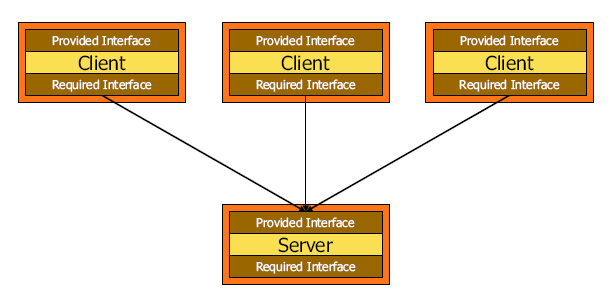 Provided Interface
Client
Required Interface
Provided Interface
Client
Required Interface
Provided Interface
Client
Required Interface
Provided Interface
Server
Required Interface